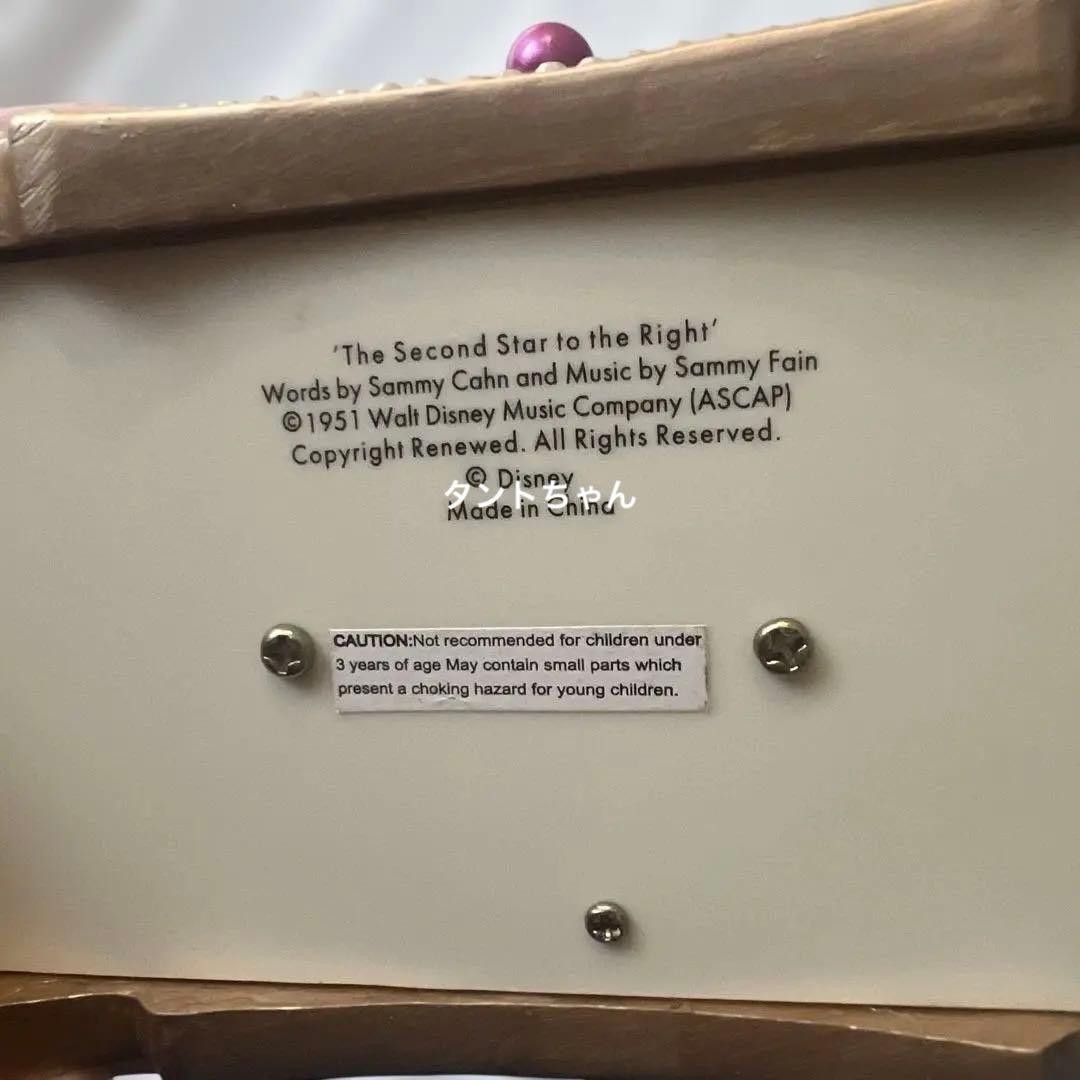 'The Second Star to the Right'
Words by Sammy Cahn and Music by Sammy Fain
©1951 Walt Disney Music Company (ASCAP)
Copyright Renewed. All Rights Reserved.
© Disney
タントちゃん
Made in China
CAUTION:Not recommended for children under
3 years of age May contain small parts which
present a choking hazard for young children.